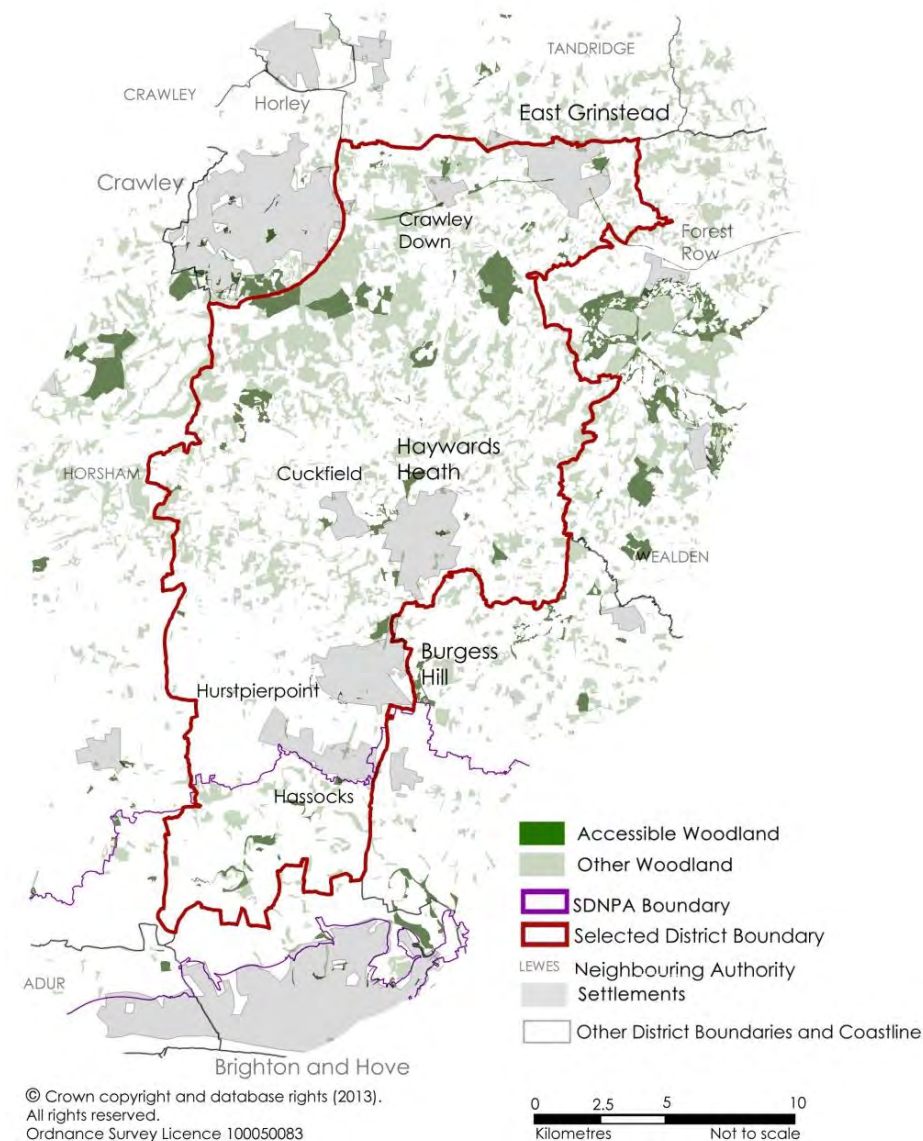 TANDRIDGE
CRAWLEY
Horley
East Grinstead
Crawley
Crawley
Down
Forest
Row
Haywards
Heath
Cuckfield
HORSHAM
WEALDEN
Burgess
Hill
Hurstpierpoint
Hassocks
Accessible Woodland
Other Woodland
SDNPA Boundary
Selected District Boundary
LEWES Neighbouring Authority
Settlements
Other District Boundaries and Coastline
ADUR
Brighton and Hove
© Crown copyright and database rights (2013).
All rights reserved.
Ordnance Survey Licence 100050083
0 2.5 5 10
Kilometres Not to scale